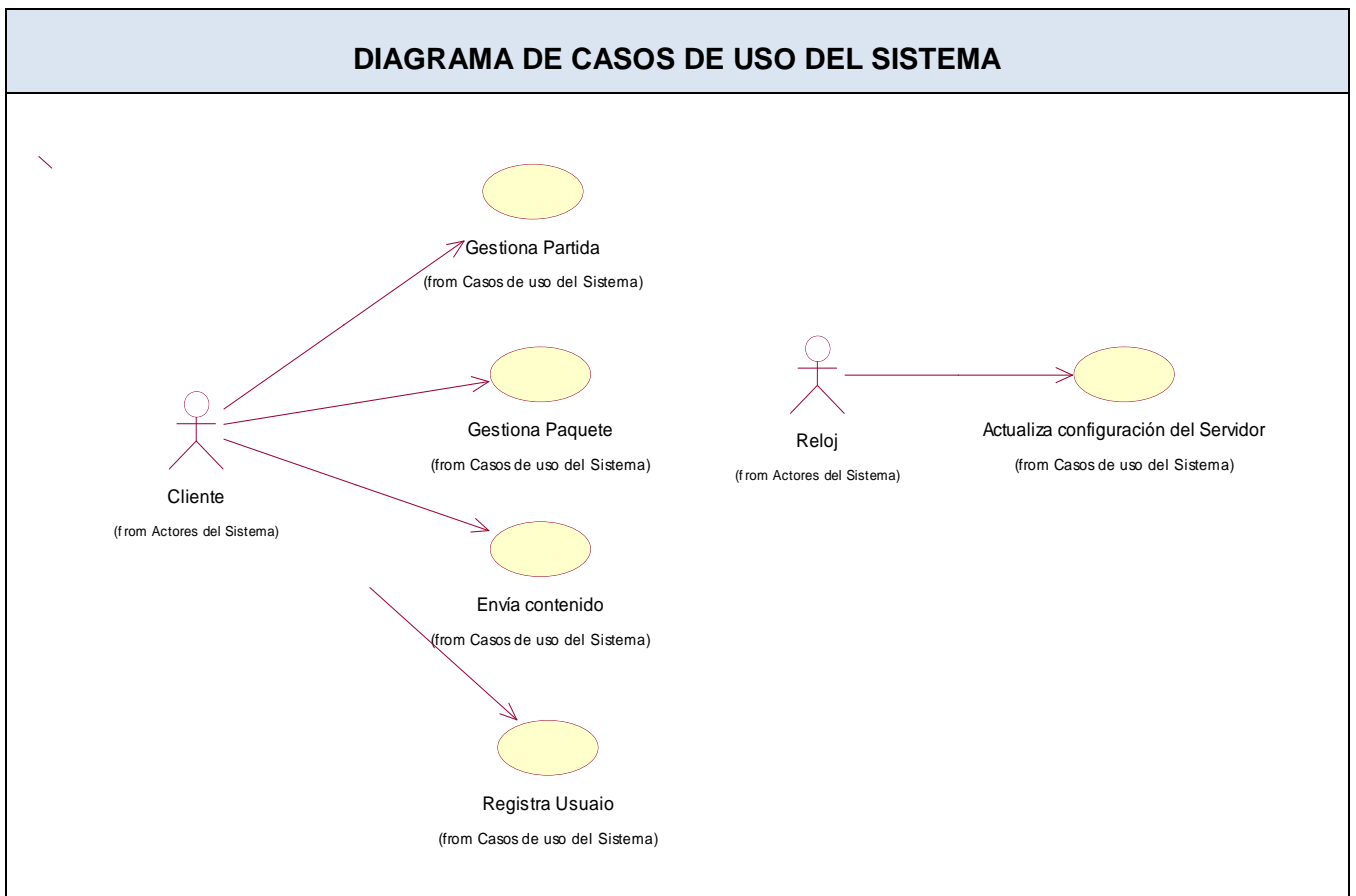 DIAGRAMA DE CASOS DE USO DEL SISTEMA
Gestiona Partida
(from Casos de uso del Sistema)
Gestiona Paquete
(from Casos de uso del Sistema)
Cliente
(from Actores del Sistema)
Envía contenido
(from Casos de uso del Sistema)
Registra Usuaio
(from Casos de uso del Sistema)
Reloj
(from Actores del Sistema)
Actualiza configuración del Servidor
(from Casos de uso del Sistema)